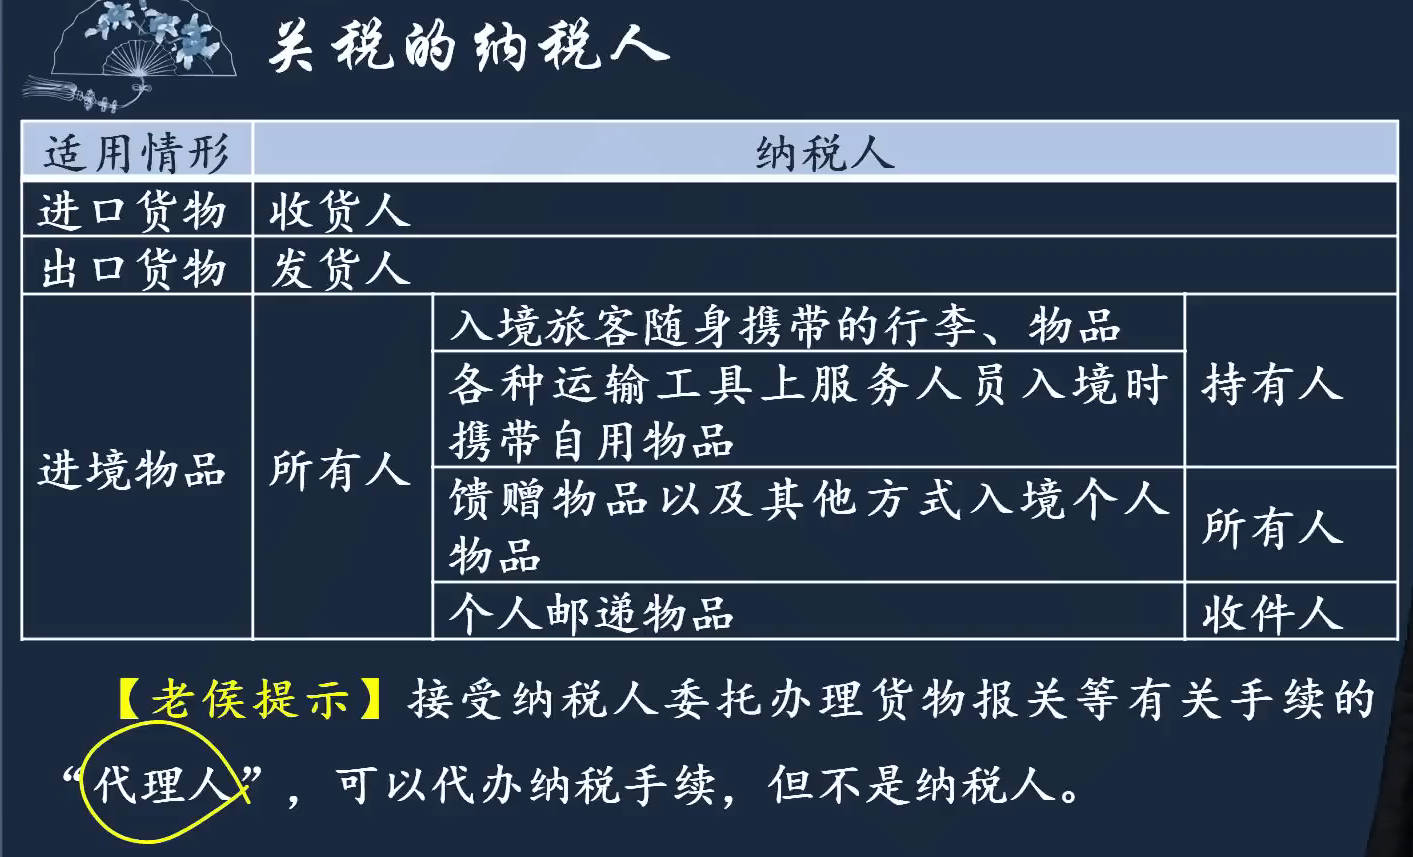 关税的纳税人
适用情形 纳税人
进口货物 收货人
出口货物 发货人
进境物品 所有人
入境旅客随身携带的行李、物品
各种运输工具上服务人员入境时
携带自用物品
持有人
馈赠物品以及其他方式入境个人
物品
所有人
个人邮递物品 收件人
【老侯提示】接受纳税人委托办理货物报关等有关手续的
“代理人”，可以代办纳税手续，但不是纳税人。